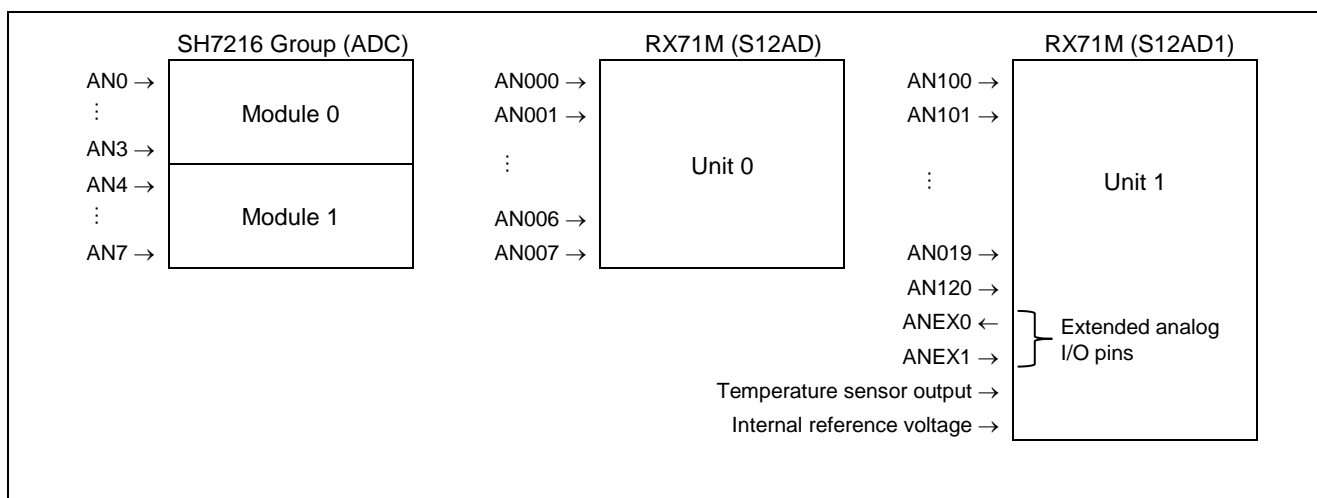 SH7216 Group (ADC)
AN0 →
⋮
AN3 →
AN4 →
⋮
AN7 →
Module 0
Module 1
RX71M (S12AD)
AN000 →
AN001 →
⋮
AN006 →
AN007 →
Unit 0
RX71M (S12AD1)
AN100 →
AN101 →
⋮
AN019 →
AN120 →
ANEX0 ←
ANEX1 →
Temperature sensor output →
Internal reference voltage →
Unit 1
Extended analog
I/O pins